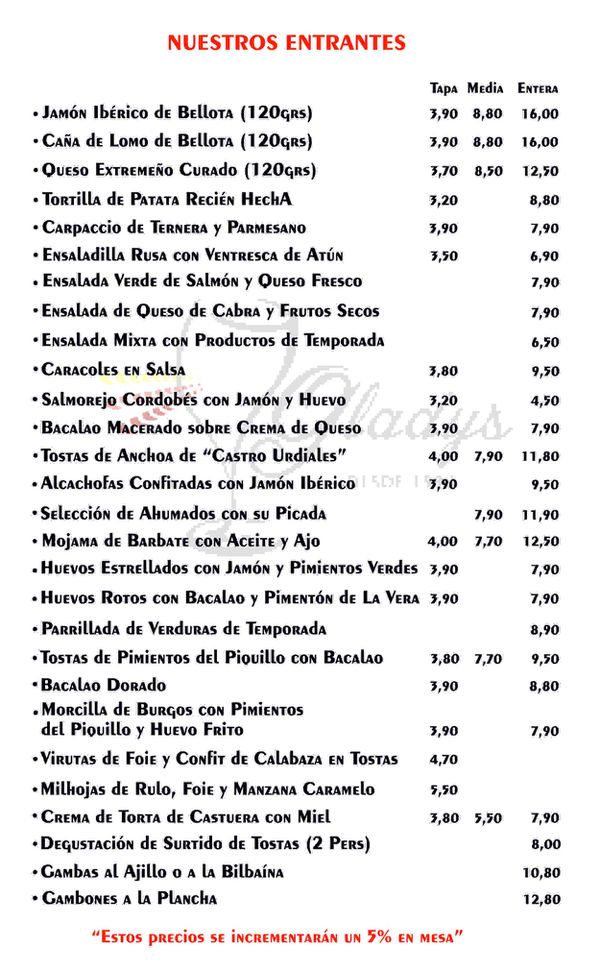 NUESTROS ENTRANTES
TAPA MEDIA ENTERA
• JAMÓN IBÉRICO DE BELLOTA (120GRS) 3,90 8,80 16,00
• CAÑA DE LOMO DE BELLOTA (120GRS) 3,90 8,80 16,00
• QUESO EXTREMEÑO CURADO (120GRS) 3,70 8,50 12,50
• TORTILLA DE PATATA RECIÉN HECHA 3,20 8,80
• CARPACCIO DE TERNERA Y PARMESANO 3,90 7,90
• ENSALADILLA RUSA CON VENTRESCA DE ATÚN 3,50 6,90
• ENSALADA VERDE DE SALMÓN Y QUESO FRESCO 7,90
• ENSALADA DE QUESO DE CABRA Y FRUTOS SECOS 7,90
• ENSALADA MIXTA CON PRODUCTOS DE TEMPORADA 6,50
• CARACOLES EN SALSA 3,80 9,50
• SALMOREJO CORDOBÉS CON JAMÓN Y HUEVO 3,20 4,50
• BACALAO MACERADO SOBRE CREMA DE QUESO 3,90 7,90
• TOSTAS DE ANCHOA DE “CASTRO URDIALES” 4,00 7,90 11,80
• ALCACHOFAS CONFITADAS CON JAMÓN IBÉRICO 3,90 9,50
• SELECCIÓN DE AHUMADOS CON SU PICADA 7,90 11,90
• MOJAMA DE BARBATE CON ACEITE Y AJO 4,00 7,70 12,50
• HUEVOS ESTRELLADOS CON JAMÓN Y PIMIENTOS VERDES 3,90 7,90
• HUEVOS ROTOS CON BACALAO Y PIMENTÓN DE LA VERA 3,90 7,90
• PARRILLADA DE VERDURAS DE TEMPORADA 8,90
• TOSTAS DE PIMIENTOS DEL PIQUILLO CON BACALAO 3,80 7,70 9,50
• BACALAO DORADO 3,90 8,80
• MORCILLA DE BURGOS CON PIMIENTOS
DEL PIQUILLO Y HUEVO FRITO 3,90 7,90
• VIRUTAS DE FOIE Y CONFIT DE CALABAZA EN TOSTAS 4,70
• MILHOJAS DE RULO, FOIE Y MANZANA CARAMELO 5,50
• CREMA DE TORTA DE CASTUERA CON MIEL 3,80 5,50 7,90
• DEGUSTACIÓN DE SURTIDO DE TOSTAS (2 PERS) 8,00
• GAMBAS AL AJILLO O A LA BILBAÍNA 10,80
• GAMBONES A LA PLANCHA 12,80
“ESTOS PRECIOS SE INCREMENTARÁN UN 5% EN MESA”
Gladys
DESDE